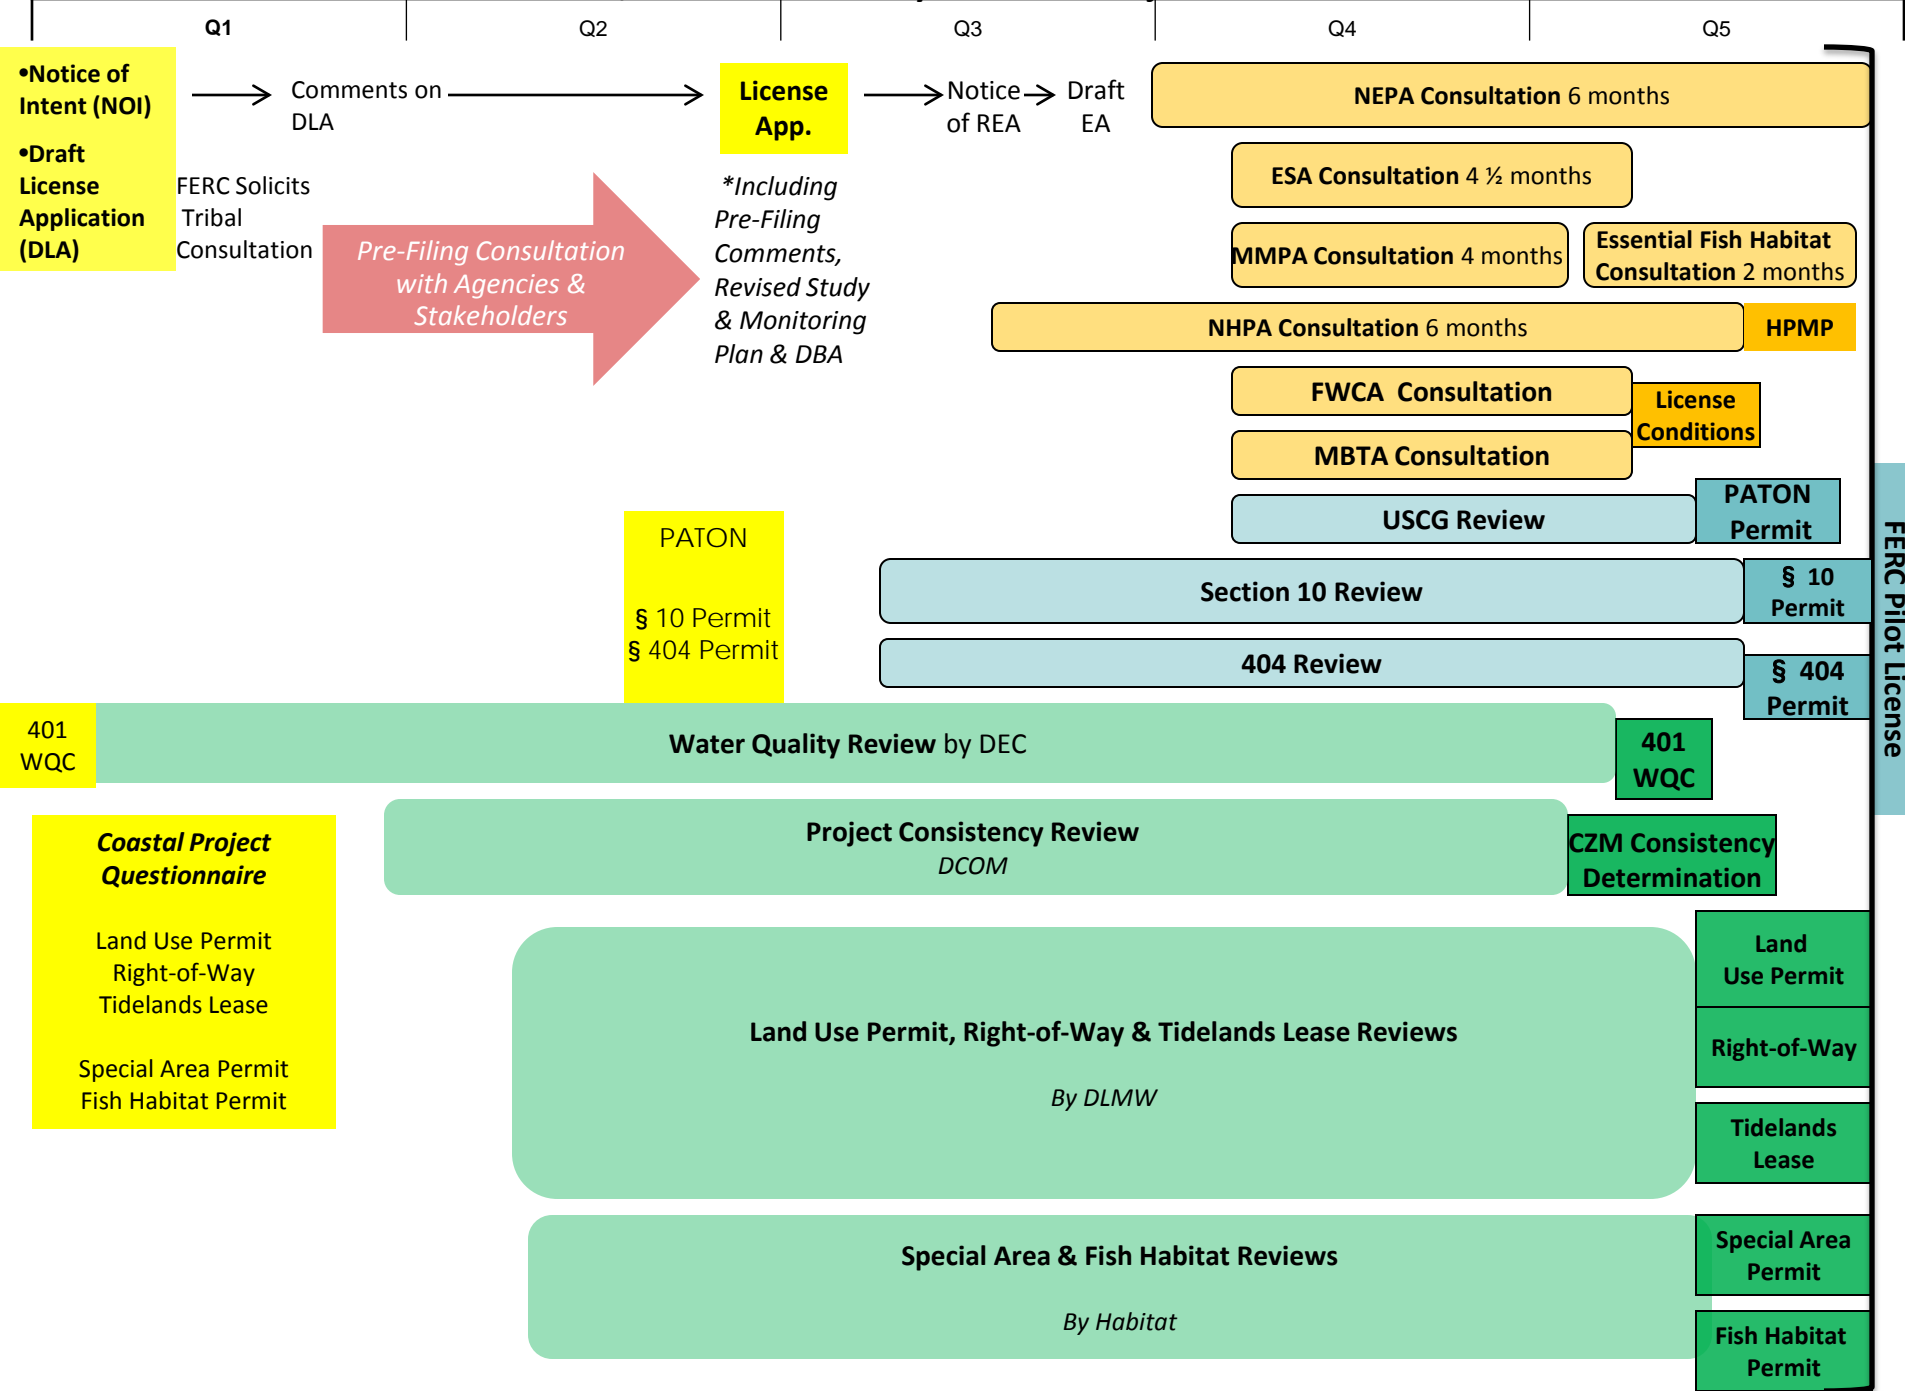 Q1
Q2
Q3
Q4
Q5
•Notice of
Intent (NOI)
•Draft
License
Application
(DLA)
Comments on
DLA
License
App.
Notice
of REA
Draft
EA
NEPA Consultation 6 months
FERC Solicits
Tribal
Consultation
Pre-Filing Consultation
with Agencies &
Stakeholders
*Including
Pre-Filing
Comments,
Revised Study
& Monitoring
Plan & DBA
ESA Consultation 4 ½ months
MMPA Consultation 4 months
Essential Fish Habitat
Consultation 2 months
NHPA Consultation 6 months
HPMP
FWCA Consultation
License
Conditions
MBTA Consultation
USCG Review
PATON
Permit
PATON
§ 10 Permit
§ 404 Permit
Section 10 Review
§ 10
Permit
404 Review
§ 404
Permit
FERC Pilot License
401
WQC
Water Quality Review by DEC
401
WQC
Coastal Project
Questionnaire
Land Use Permit
Right-of-Way
Tidelands Lease
Special Area Permit
Fish Habitat Permit
Project Consistency Review
DCOM
CZM Consistency
Determination
Land Use Permit, Right-of-Way & Tidelands Lease Reviews
By DLMW
Land
Use Permit
Right-of-Way
Tidelands
Lease
Special Area & Fish Habitat Reviews
By Habitat
Special Area
Permit
Fish Habitat
Permit